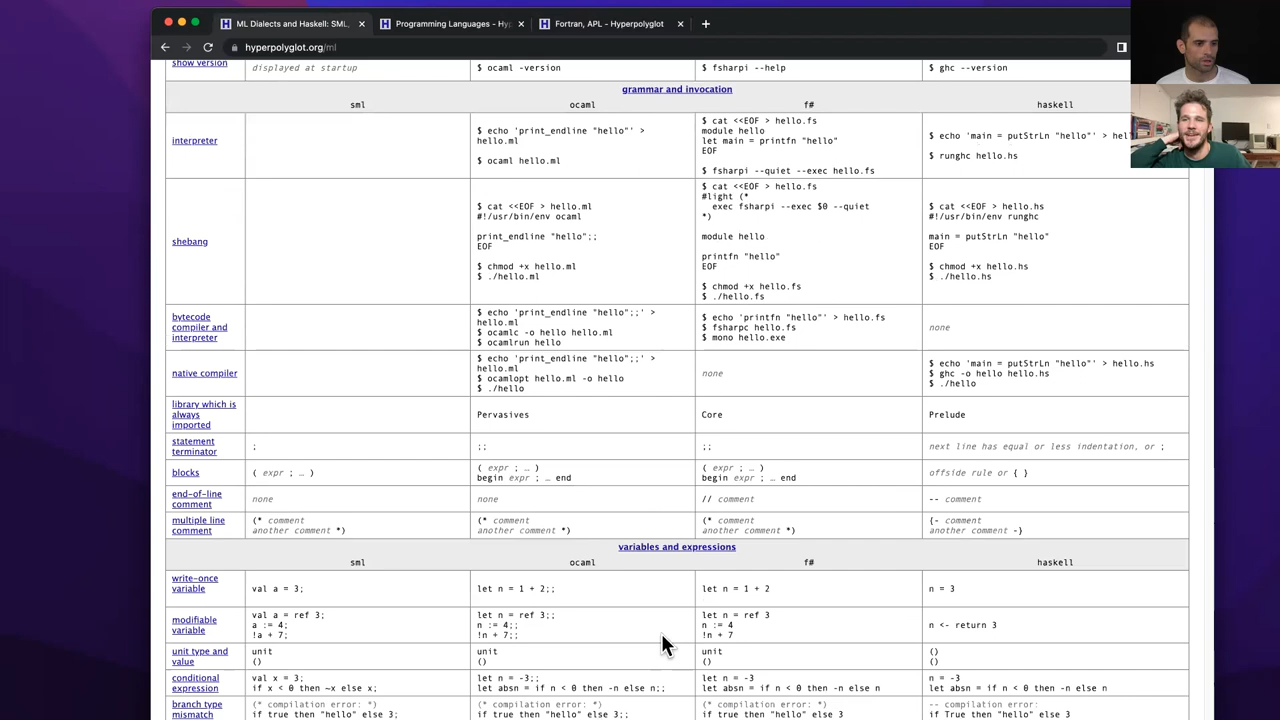 ML Dialects and Haskell: SML,
Programming Languages - Hy
Fortran, APL - Hyperpolyglot
hyperpolyglot.org/ml
show version
displayed at startup
$ ocaml -version
$ fsharpi --help
$ ghc --version
grammar and invocation
sml
ocaml
f#
haskell
interpreter
$ echo 'print_endline "hello"' >
hello.ml
$ ocaml hello.ml
$ cat <<EOF > hello.fs
module hello
let main = printfn "hello"
EOF
$ fsharpi --quiet --exec hello.fs
$ echo 'main = putStrLn "hello"' > hell
$ runghc hello.hs
shebang
$ cat <<EOF > hello.ml
#!/usr/bin/env ocaml
print_endline "hello";;
EOF
$ chmod +x hello.ml
$ ./hello.ml
$ cat <<EOF > hello.fs
#light (*
exec fsharpi --exec $0 --quiet
*)
module hello
printfn "hello"
EOF
$ chmod +x hello.fs
$ ./hello.fs
$ cat <<EOF > hello.hs
#!/usr/bin/env runghc
main = putStrLn "hello"
EOF
$ chmod +x hello.hs
$ ./hello.hs
bytecode
compiler and
interpreter
$ echo 'print_endline "hello";;' >
hello.ml
$ ocamlc -o hello hello.ml
$ ocamlrun hello
$ echo 'printfn "hello"' > hello.fs
$ fsharpc hello.fs
$ mono hello.exe
none
native compiler
$ echo 'print_endline "hello";;' >
hello.ml
$ ocamlopt hello.ml -o hello
$ ./hello
none
$ echo 'main = putStrLn "hello"' > hello.hs
$ ghc -o hello hello.hs
$ ./hello
library which is
always
imported
Pervasives
Core
Prelude
statement
terminator
;
;;
;;
next line has equal or less indentation, or ;
blocks
( expr ; … )
( expr ; … )
begin expr ; … end
( expr ; … )
begin expr ; … end
offside rule or { }
end-of-line
comment
none
none
// comment
-- comment
multiple line
comment
(* comment
another comment *)
(* comment
another comment *)
(* comment
another comment *)
{- comment
another comment -}
variables and expressions
sml
ocaml
f#
haskell
write-once
variable
val a = 3;
let n = 1 + 2;;
let n = 1 + 2
n = 3
modifiable
variable
val a = ref 3;
a := 4;
!a + 7;
let n = ref 3;;
n := 4;;
!n + 7;;
let n = ref 3
n := 4
!n + 7
n <- return 3
unit type and
value
unit
()
unit
()
unit
()
()
()
conditional
expression
val x = 3;
if x < 0 then ~x else x;
let n = -3;;
let absn = if n < 0 then -n else n;;
let n = -3
let absn = if n < 0 then -n else n
n = -3
let absn = if n < 0 then -n else n
branch type
mismatch
(* compilation error: *)
if true then "hello" else 3;
(* compilation error: *)
if true then "hello" else 3;;
(* compilation error: *)
if true then "hello" else 3
-- compilation error:
if True then "hello" else 3